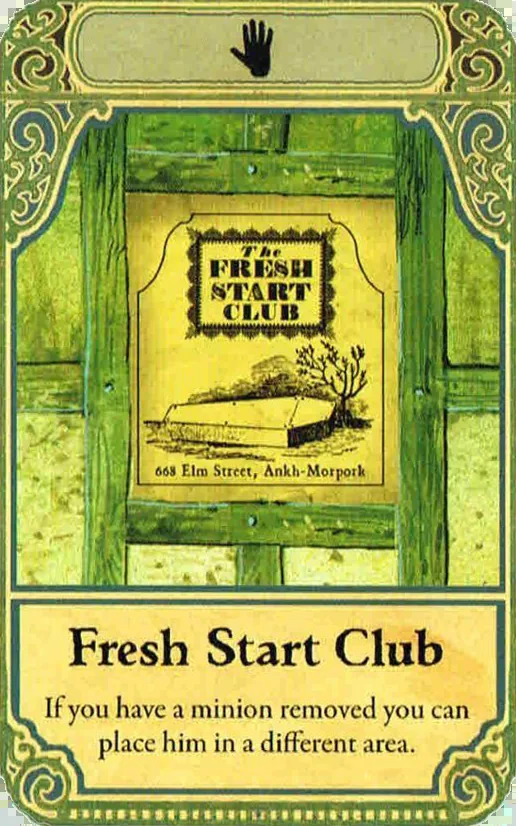 The
FRESH
START
CLUB
668 Elm Street, Ankh-Morpork
Fresh Start Club
If you have a minion removed you can
place him in a different area.